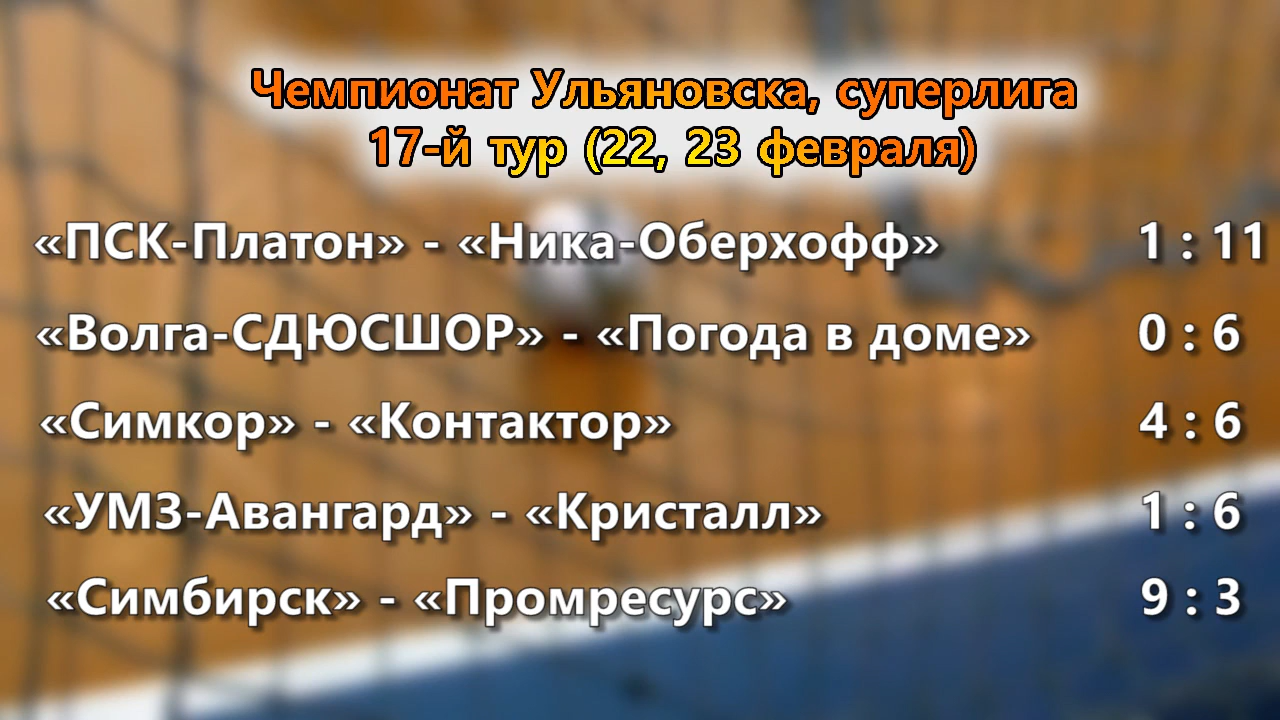 Чемпионат Ульяновска, суперлига
17-й тур (22, 23 февраля)
«ПСК-Платон» - «Ника-Оберхофф» 1 : 11
«Волга-СДЮСШОР» - «Погода в доме» 0 : 6
«Симкор» - «Контактор» 4 : 6
«УМЗ-Авангард» - «Кристалл» 1 : 6
«Симбирск» - «Промресурс» 9 : 3